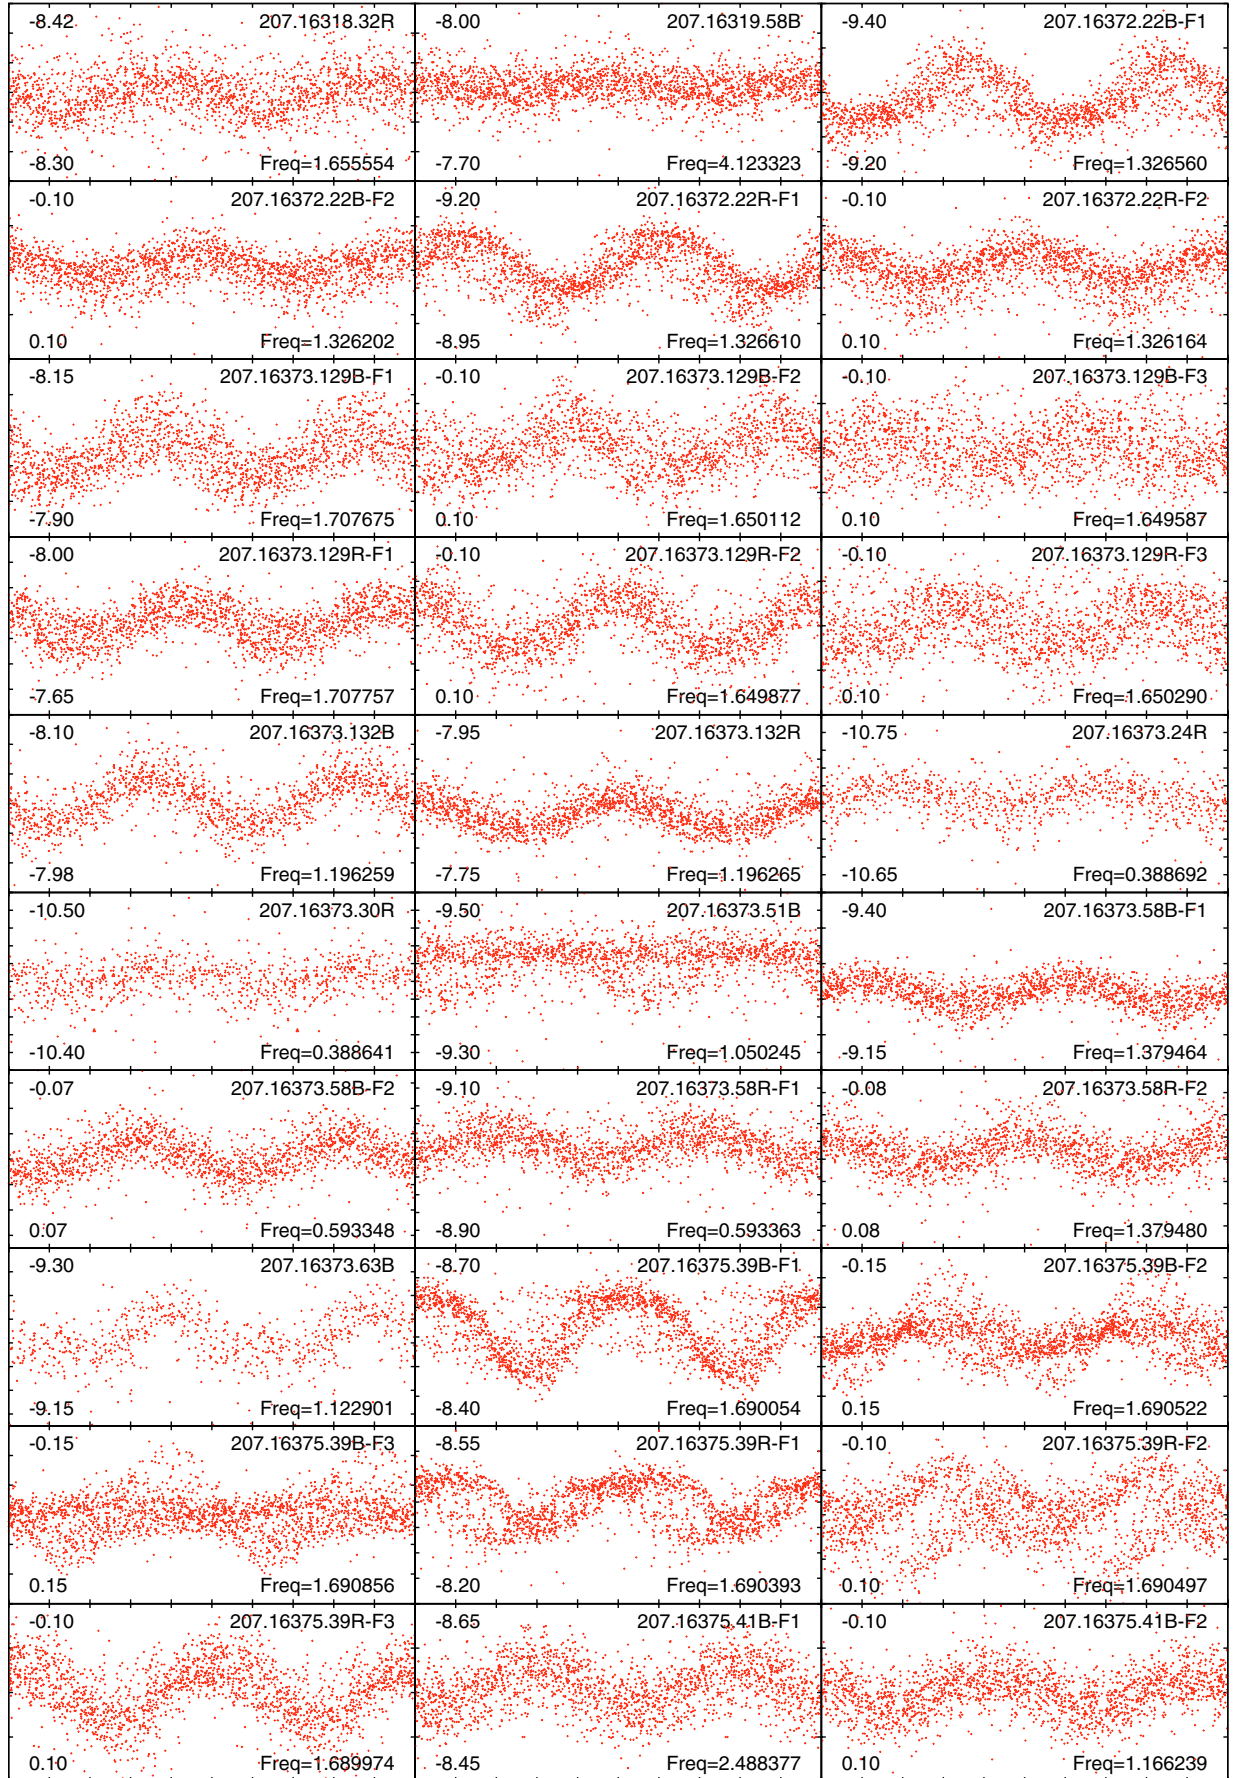 -8.42 207.16318.32R
-8.30 Freq=1.655554
-8.00 207.16319.58B
-7.70 Freq=4.123323
-9.40 207.16372.22B-F1
-9.20 Freq=1.326560
-0.10 207.16372.22B-F2
0.10 Freq=1.326202
-9.20 207.16372.22R-F1
-8.95 Freq=1.326610
-0.10 207.16372.22R-F2
0.10 Freq=1.326164
-8.15 207.16373.129B-F1
-7.90 Freq=1.707675
-0.10 207.16373.129B-F2
0.10 Freq=1.650112
-0.10 207.16373.129B-F3
0.10 Freq=1.649587
-8.00 207.16373.129R-F1
-7.65 Freq=1.707757
-0.10 207.16373.129R-F2
0.10 Freq=1.649877
-0.10 207.16373.129R-F3
0.10 Freq=1.650290
-8.10 207.16373.132B
-7.98 Freq=1.196259
-7.95 207.16373.132R
-7.75 Freq=1.196265
-10.75 207.16373.24R
-10.65 Freq=0.388692
-10.50 207.16373.30R
-10.40 Freq=0.388641
-9.50 207.16373.51B
-9.30 Freq=1.050245
-9.40 207.16373.58B-F1
-9.15 Freq=1.379464
-0.07 207.16373.58B-F2
0.07 Freq=0.593348
-9.10 207.16373.58R-F1
-8.90 Freq=0.593363
-0.08 207.16373.58R-F2
0.08 Freq=1.379480
-9.30 207.16373.63B
-9.15 Freq=1.122901
-8.70 207.16375.39B-F1
-8.40 Freq=1.690054
-0.15 207.16375.39B-F2
0.15 Freq=1.690522
-0.15 207.16375.39B-F3
0.15 Freq=1.690856
-8.55 207.16375.39R-F1
-8.20 Freq=1.690393
-0.10 207.16375.39R-F2
0.10 Freq=1.690497
-0.10 207.16375.39R-F3
0.10 Freq=1.689974
-8.65 207.16375.41B-F1
-8.45 Freq=2.488377
-0.10 207.16375.41B-F2
0.10 Freq=1.166239